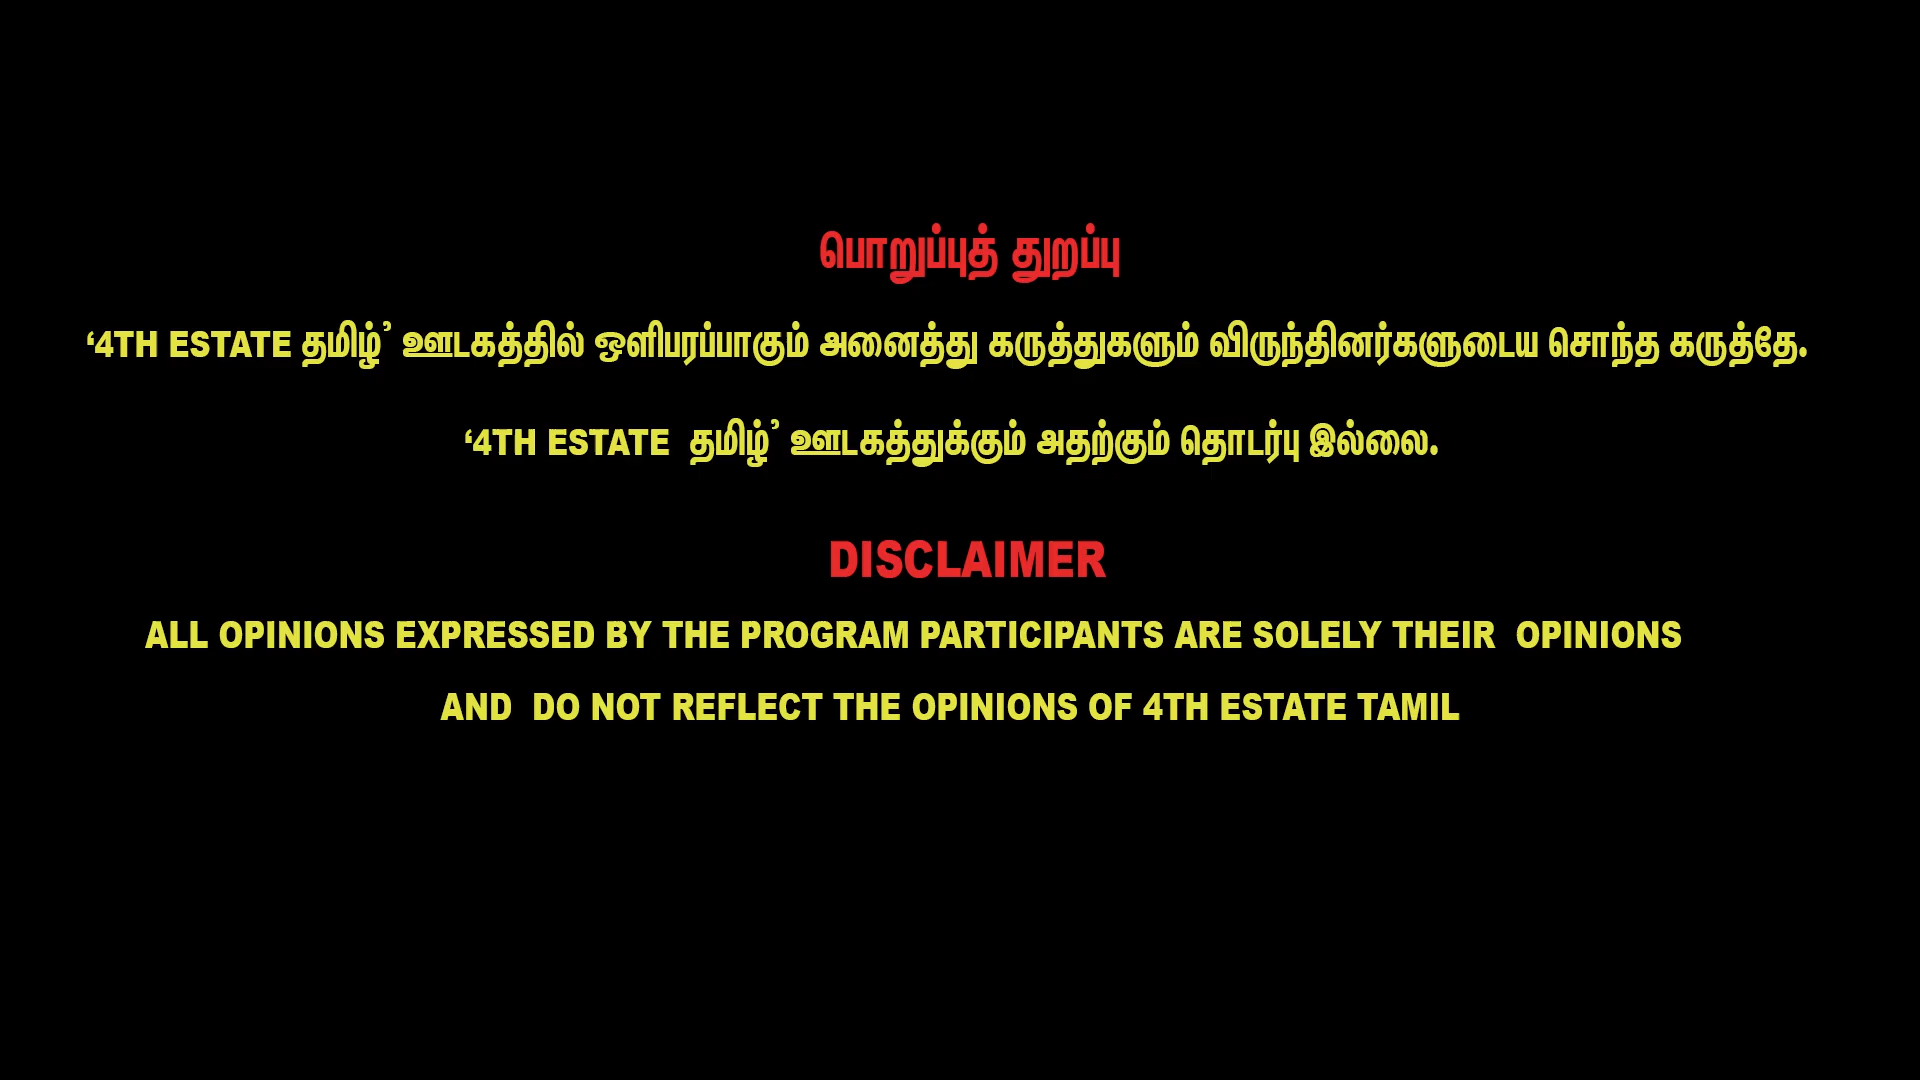 பொறுப்புத் துறப்பு
‘4TH ESTATE தமிழ்’ ஊடகத்தில் ஒளிபரப்பாகும் அனைத்து கருத்துகளும் விருந்தினர்களுடைய சொந்த கருத்தே.
‘4TH ESTATE தமிழ்’ ஊடகத்துக்கும் அதற்கும் தொடர்பு இல்லை.
DISCLAIMER
ALL OPINIONS EXPRESSED BY THE PROGRAM PARTICIPANTS ARE SOLELY THEIR OPINIONS
AND DO NOT REFLECT THE OPINIONS OF 4TH ESTATE TAMIL